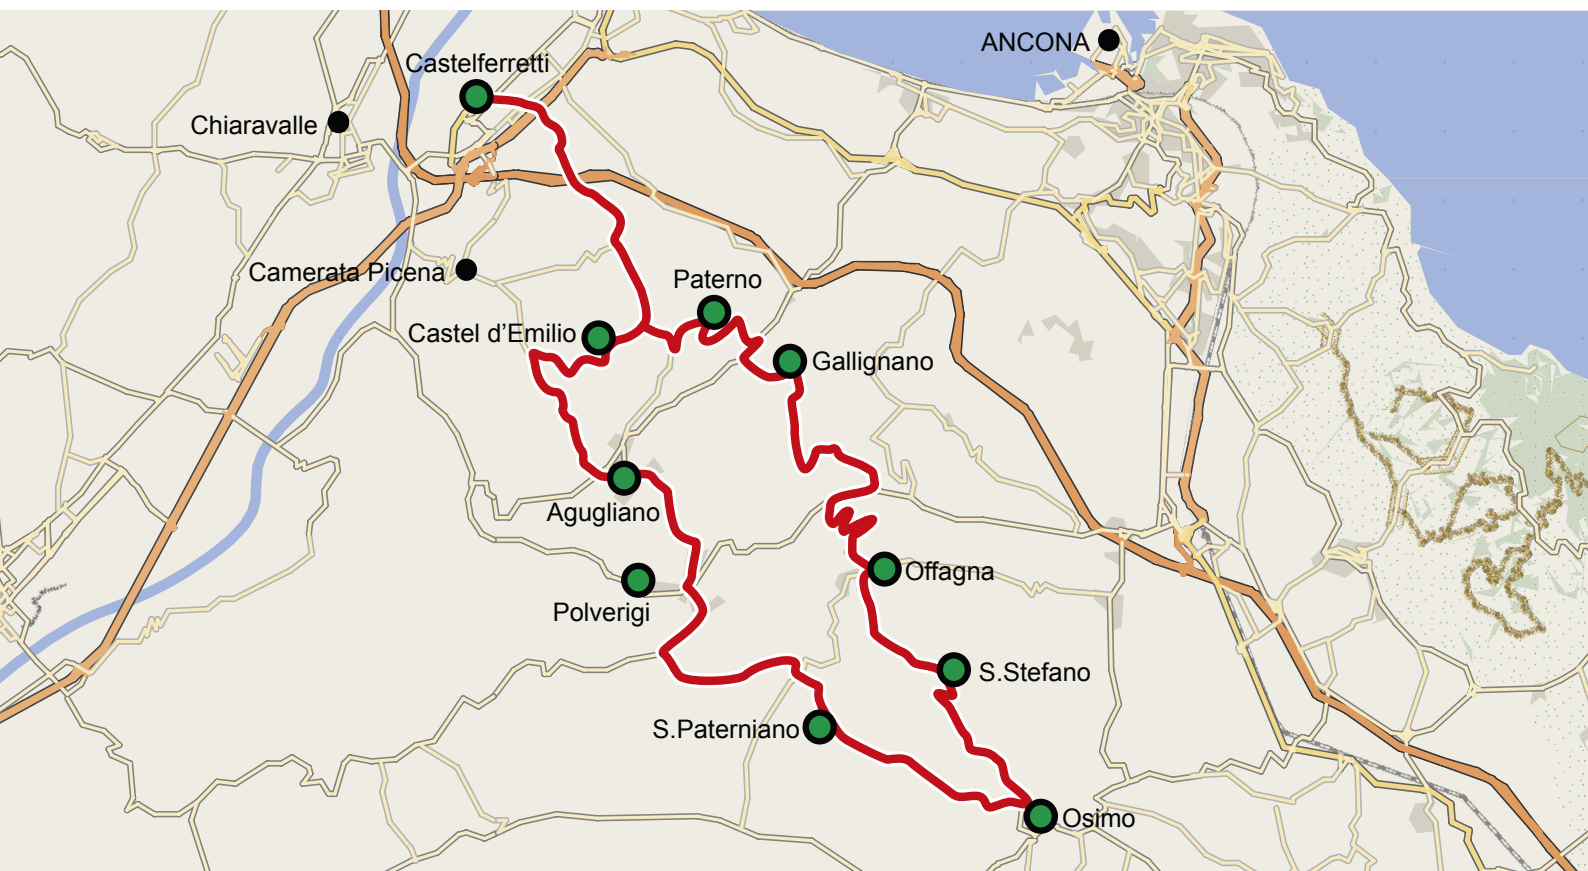 ANCONA
Castelferretti
Chiaravalle
Camerata Picena
Paterno
Castel d’Emilio
Gallignano
Agugliano
Offagna
Polverigi
S.Stefano
S.Paterniano
Osimo